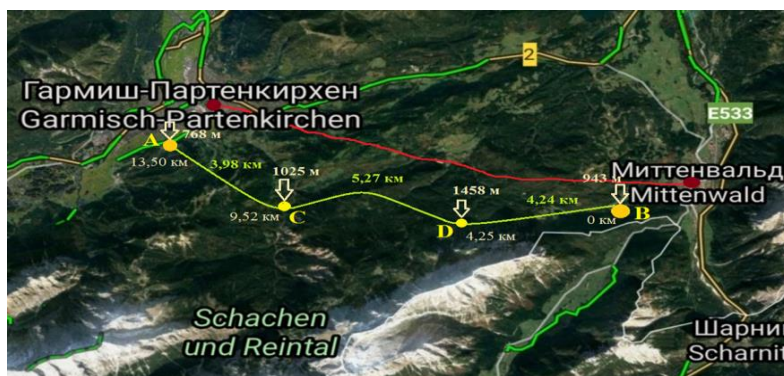 2
Гармиш-Партенкирхен
Garmisch-Partenkirchen
E533
A
768 м
13,50 км
3,98 км
1025 м
5,27 км
9,52 км
C
1458 м
4,24 км
D
4,25 км
943 м
Миттенвальд
Mittenwald
B
0 км
Schachen
und Reintal
Шарни
Scharnit